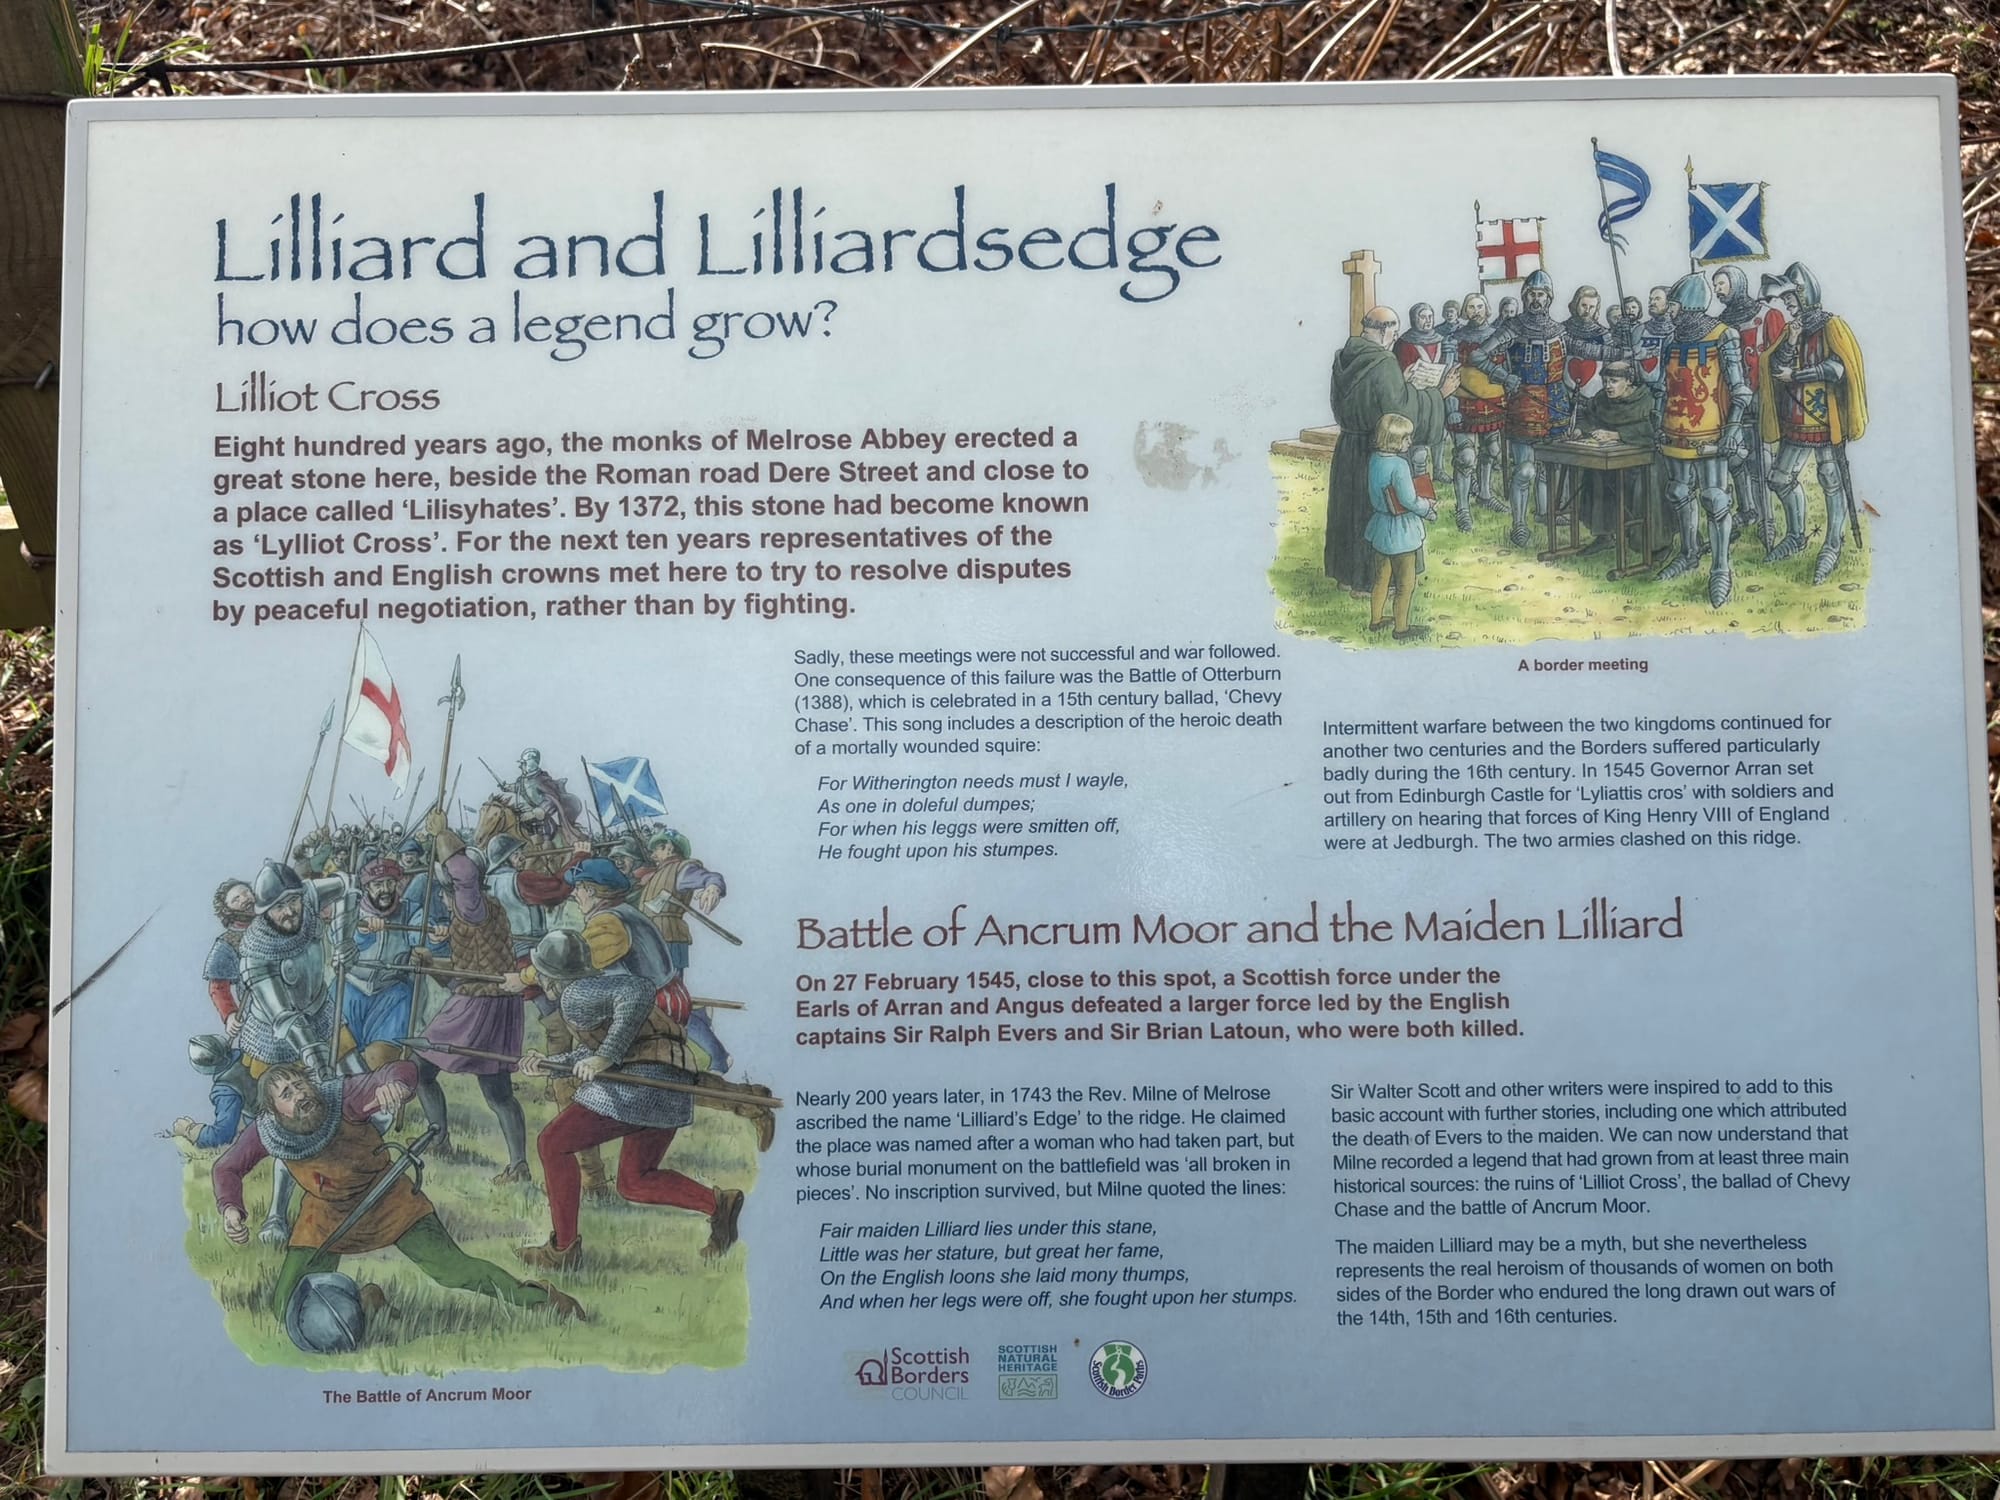 Lilliard and Lilliardsedge
how does a legend grow?
Lilliot Cross
Eight hundred years ago, the monks of Melrose Abbey erected a
great stone here, beside the Roman road Dere Street and close to
a place called ‘Lilisyhates’. By 1372, this stone had become known
as ‘Lylliot Cross’. For the next ten years representatives of the
Scottish and English crowns met here to try to resolve disputes
by peaceful negotiation, rather than by fighting.
Sadly, these meetings were not successful and war followed.
One consequence of this failure was the Battle of Otterburn
(1388), which is celebrated in a 15th century ballad, ‘Chevy
Chase’. This song includes a description of the heroic death
of a mortally wounded squire:
For Witherington needs must I wayle,
As one in doleful dumpes;
For when his leggs were smitten off,
He fought upon his stumpes.
A border meeting
Intermittent warfare between the two kingdoms continued for
another two centuries and the Borders suffered particularly
badly during the 16th century. In 1545 Governor Arran set
out from Edinburgh Castle for ‘Lyliattis cros’ with soldiers and
artillery on hearing that forces of King Henry VIII of England
were at Jedburgh. The two armies clashed on this ridge.
Battle of Ancrum Moor and the Maiden Lilliard
On 27 February 1545, close to this spot, a Scottish force under the
Earls of Arran and Angus defeated a larger force led by the English
captains Sir Ralph Evers and Sir Brian Latoun, who were both killed.
Nearly 200 years later, in 1743 the Rev. Milne of Melrose
ascribed the name ‘Lilliard’s Edge’ to the ridge. He claimed
the place was named after a woman who had taken part, but
whose burial monument on the battlefield was ‘all broken in
pieces’. No inscription survived, but Milne quoted the lines:
Fair maiden Lilliard lies under this stane,
Little was her stature, but great her fame,
On the English loons she laid mony thumps,
And when her legs were off, she fought upon her stumps.
Sir Walter Scott and other writers were inspired to add to this
basic account with further stories, including one which attributed
the death of Evers to the maiden. We can now understand that
Milne recorded a legend that had grown from at least three main
historical sources: the ruins of ‘Lilliot Cross’, the ballad of Chevy
Chase and the battle of Ancrum Moor.
The maiden Lilliard may be a myth, but she nevertheless
represents the real heroism of thousands of women on both
sides of the Border who endured the long drawn out wars of
the 14th, 15th and 16th centuries.
The Battle of Ancrum Moor
Scottish
Borders
COUNCIL
SCOTTISH
NATURAL
HERITAGE
Scottish Border Paths